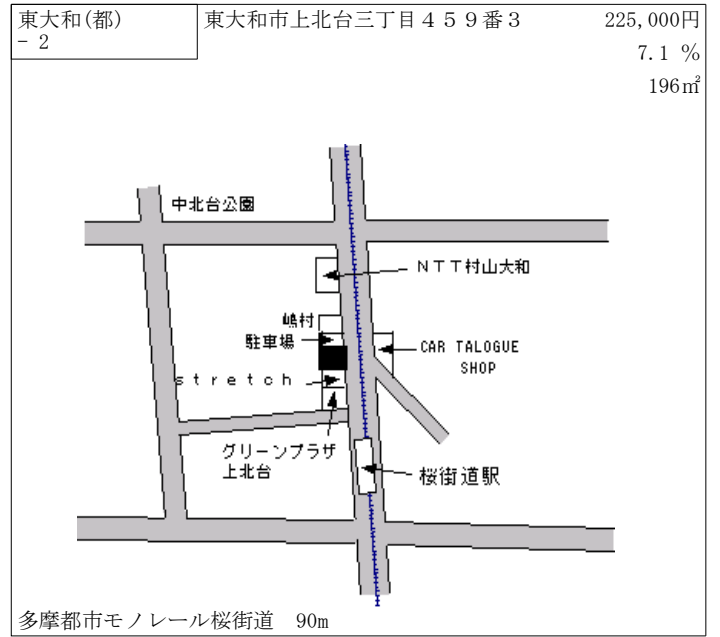 東大和(都)
- 2
東大和市上北台三丁目４５９番３
225,000円
7.1 %
196㎡
中北台公園
ＮＴＴ村山大和
嶋村
駐車場
CAR TALOGUE
SHOP
ｓｔｒｅｔｃｈ
グリーンプラザ
上北台
桜街道駅
多摩都市モノレール桜街道　90m